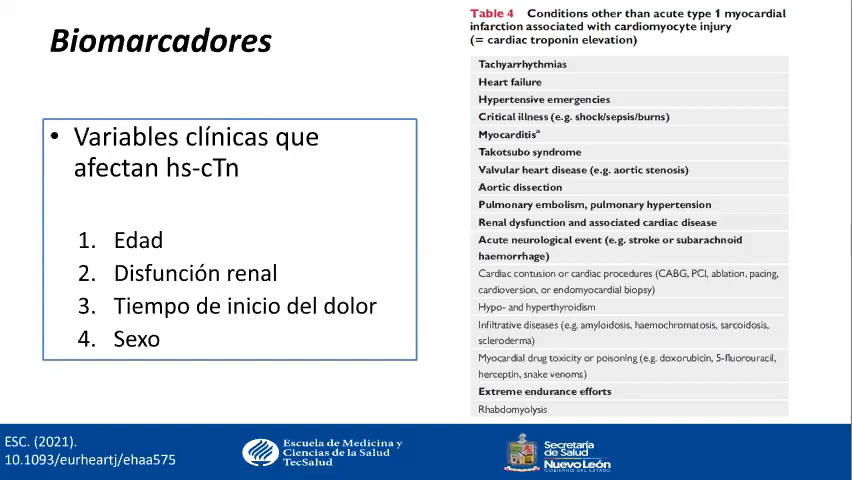 Biomarcadores
• Variables clínicas que
afectan hs-cTn
1. Edad
2. Disfunción renal
3. Tiempo de inicio del dolor
4. Sexo
Table 4 Conditions other than acute type 1 myocardial
infarction associated with cardiomyocyte injury
(= cardiac troponin elevation)
Tachyarrhythmias
Heart failure
Hypertensive emergencies
Critical illness (e.g. shock/sepsis/burns)
Myocarditisᵃ
Takotsubo syndrome
Valvular heart disease (e.g. aortic stenosis)
Aortic dissection
Pulmonary embolism, pulmonary hypertension
Renal dysfunction and associated cardiac disease
Acute neurological event (e.g. stroke or subarachnoid
haemorrhage)
Cardiac contusion or cardiac procedures (CABG, PCI, ablation, pacing,
cardioversion, or endomyocardial biopsy)
Hypo- and hyperthyroidism
Infiltrative diseases (e.g. amyloidosis, haemochromatosis, sarcoidosis,
scleroderma)
Myocardial drug toxicity or poisoning (e.g. doxorubicin, 5-fluorouracil,
herceptin, snake venoms)
Extreme endurance efforts
Rhabdomyolysis
ESC. (2021).
10.1093/eurheartj/ehaa575
Escuela de Medicina y
Ciencias de la Salud
TecSalud
Secretaría
de Salud
Nuevo León
GOBIERNO DEL ESTADO